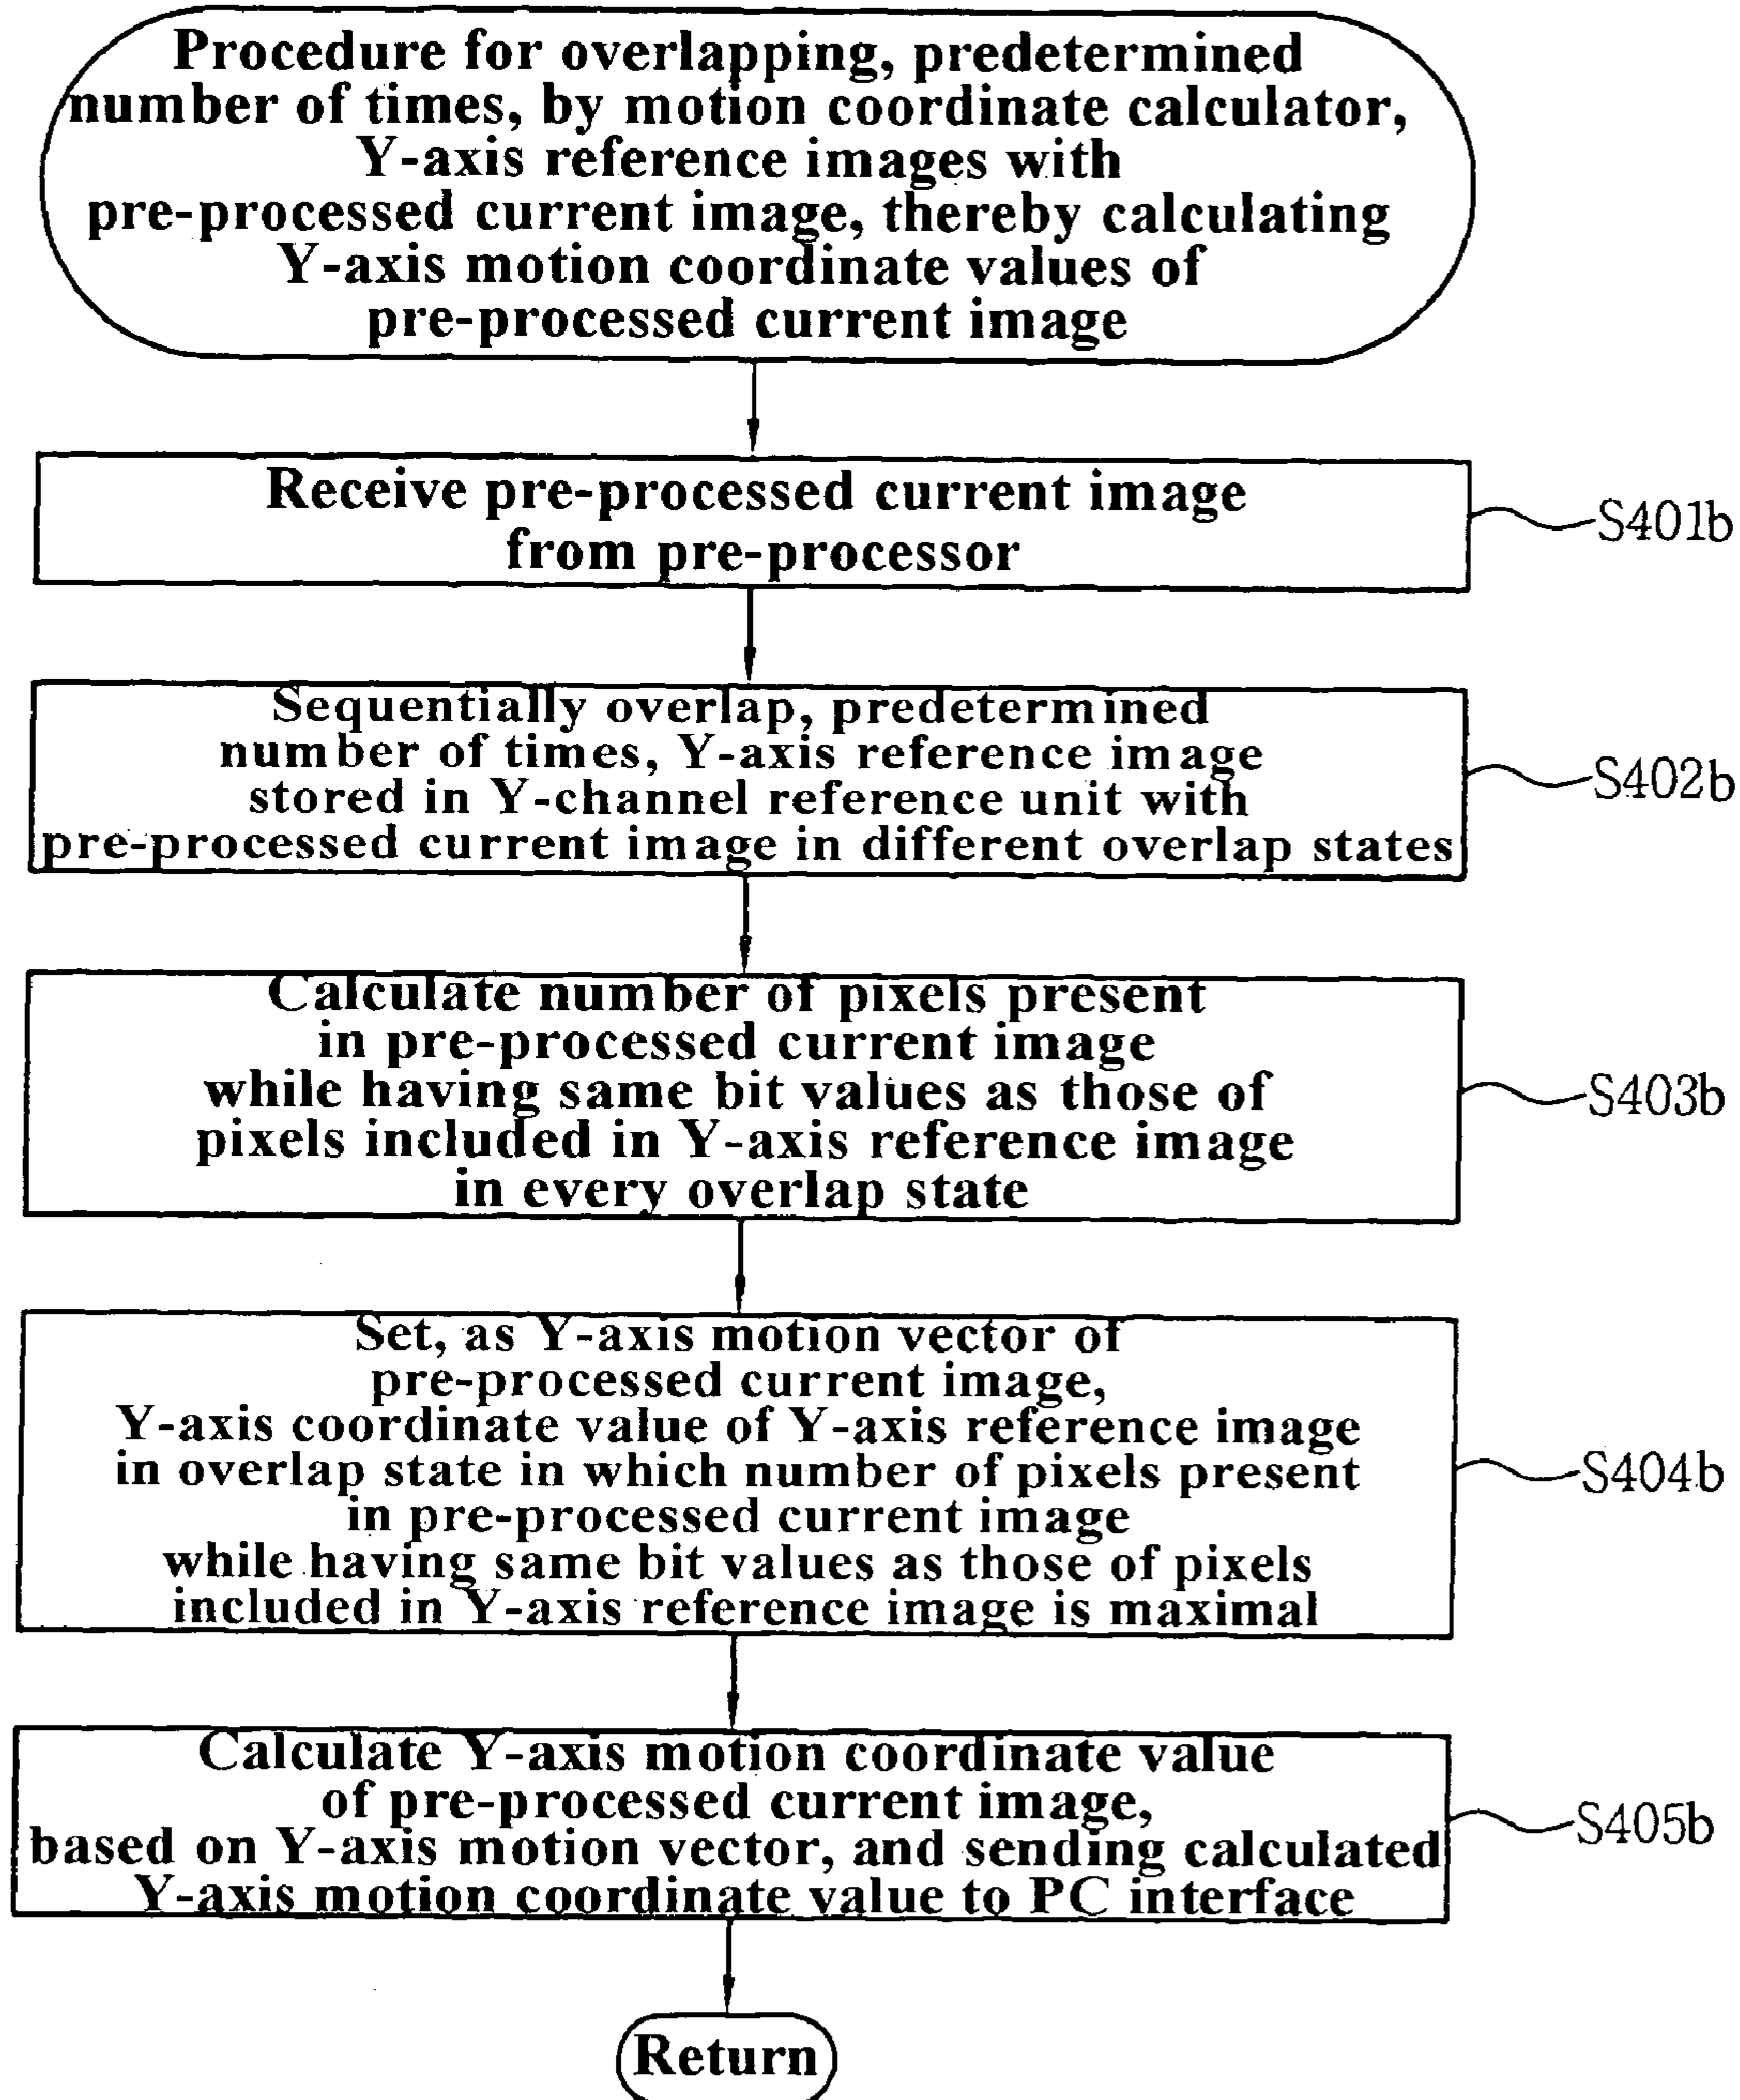 Procedure for overlapping, predetermined
number of times, by motion coordinate calculator,
Y-axis reference images with
pre-processed current image, thereby calculating
Y-axis motion coordinate values of
pre-processed current image
Receive pre-processed current image
from pre-processor
S401b
Sequentially overlap, predetermined
number of times, Y-axis reference image
stored in Y-channel reference unit with
pre-processed current image in different overlap states
S402b
Calculate number of pixels present
in pre-processed current image
while having same bit values as those of
pixels included in Y-axis reference image
in every overlap state
S403b
Set, as Y-axis motion vector of
pre-processed current image,
Y-axis coordinate value of Y-axis reference image
in overlap state in which number of pixels present
in pre-processed current image
while having same bit values as those of pixels
included in Y-axis reference image is maximal
S404b
Calculate Y-axis motion coordinate value
of pre-processed current image,
based on Y-axis motion vector, and sending calculated
Y-axis motion coordinate value to PC interface
S405b
Return